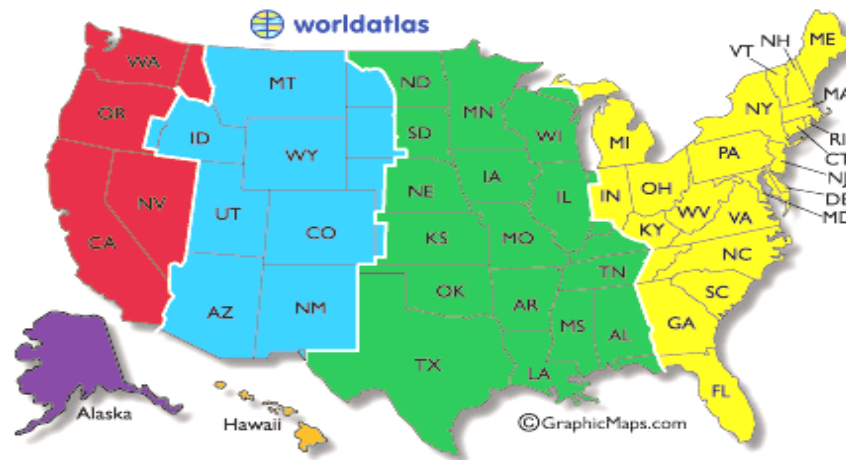 worldatlas
WA
OR
CA
NV
ID
MT
WY
UT
CO
AZ
NM
ND
SD
NE
KS
OK
TX
MN
IA
MO
AR
LA
WI
IL
MS
AL
TN
MI
IN
OH
KY
WV
VA
NC
SC
GA
FL
PA
NY
VT
NH
ME
MA
RI
CT
NJ
DE
MD
Alaska
Hawaii
©GraphicMaps.com